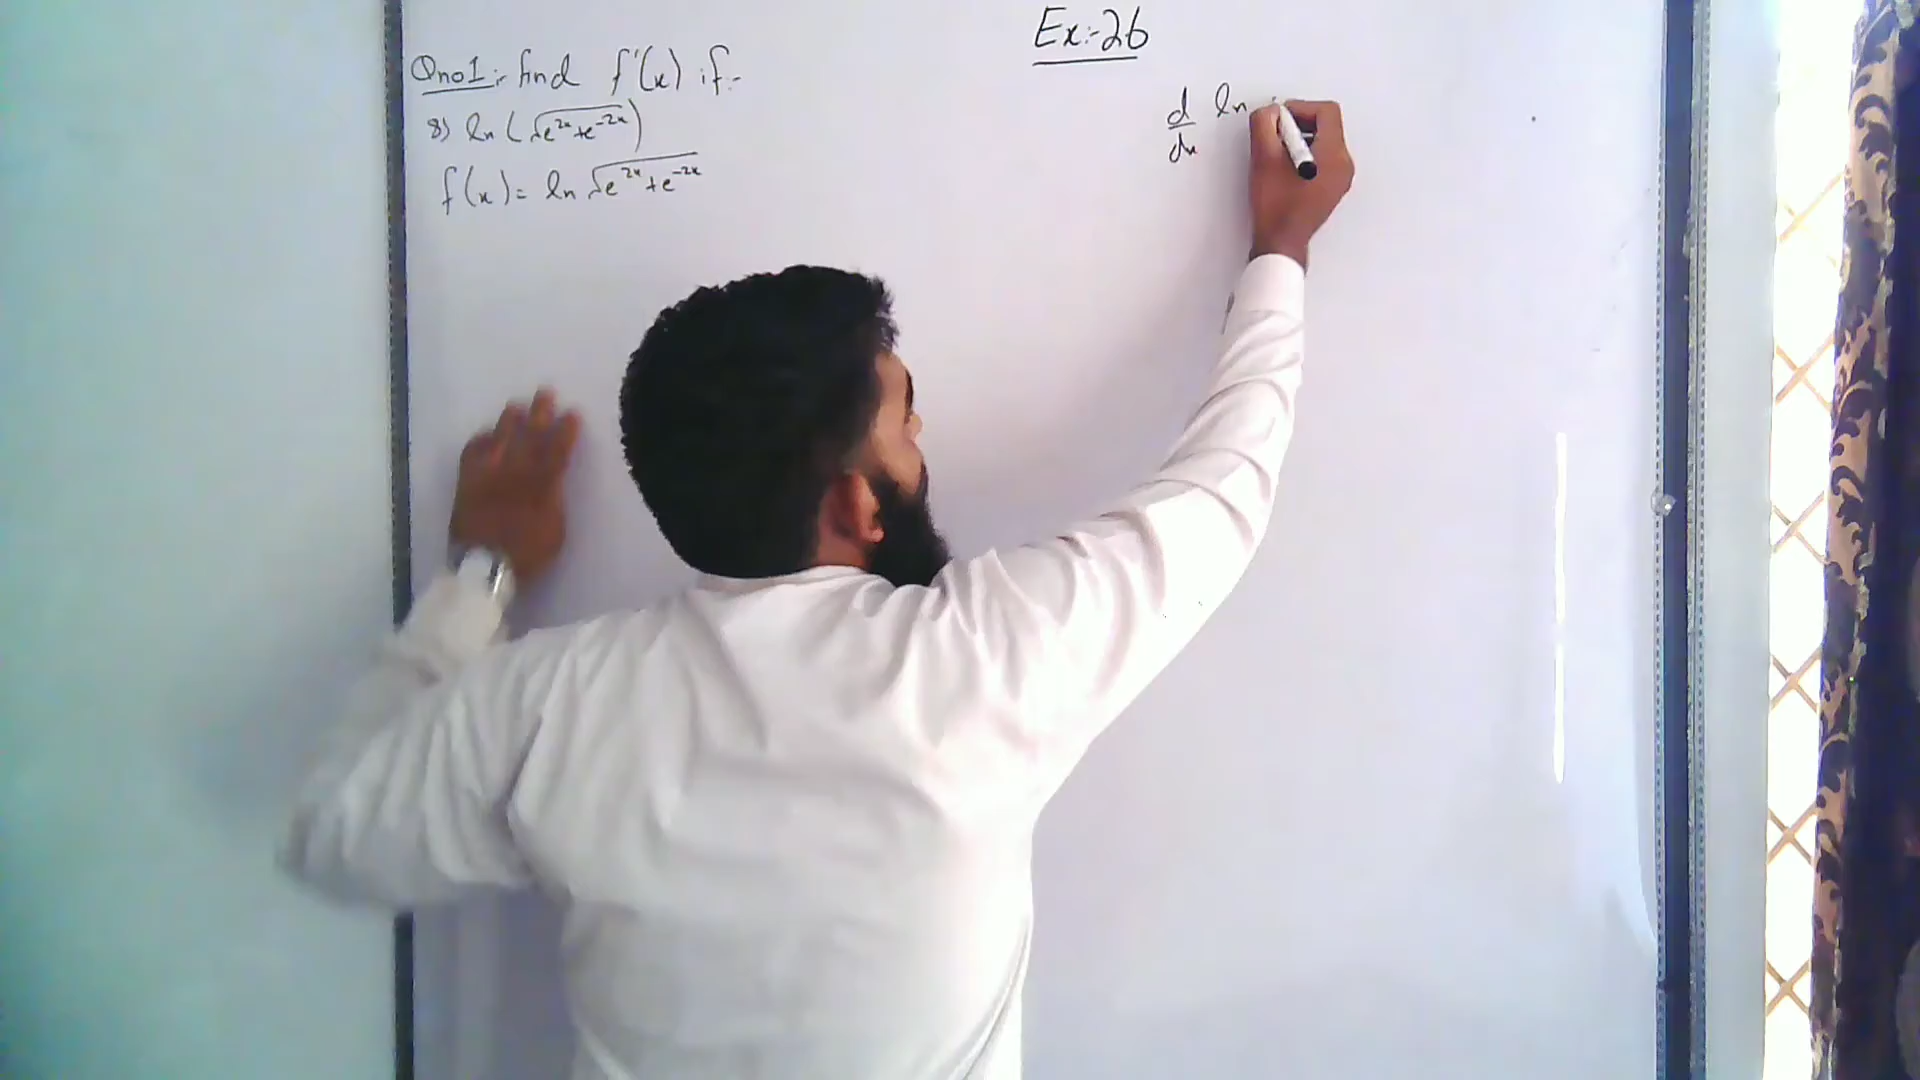 Ex:-26
Qno1:- find f'(x) if:-
8) ln (√e^2x+e^-2x)
f(x)= ln √e^2x+e^-2x
d/dx ln